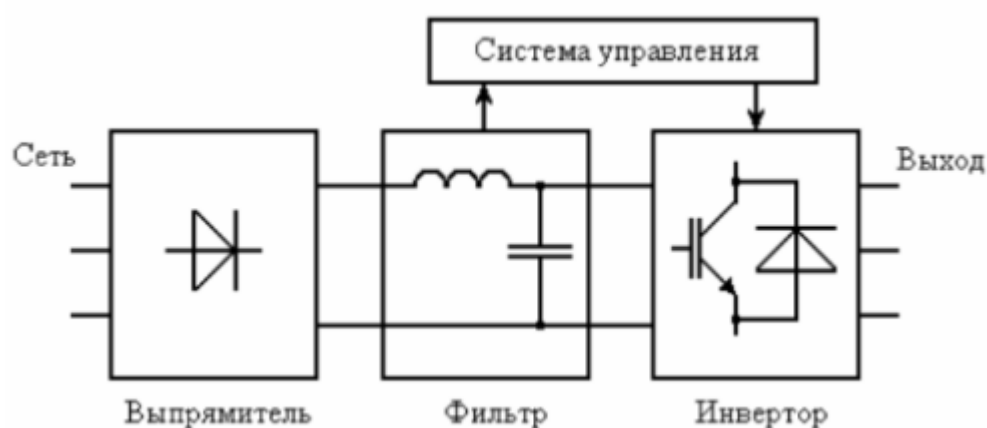 Система управления
Сеть
Выход
Выпрямитель
Фильтр
Инвертор